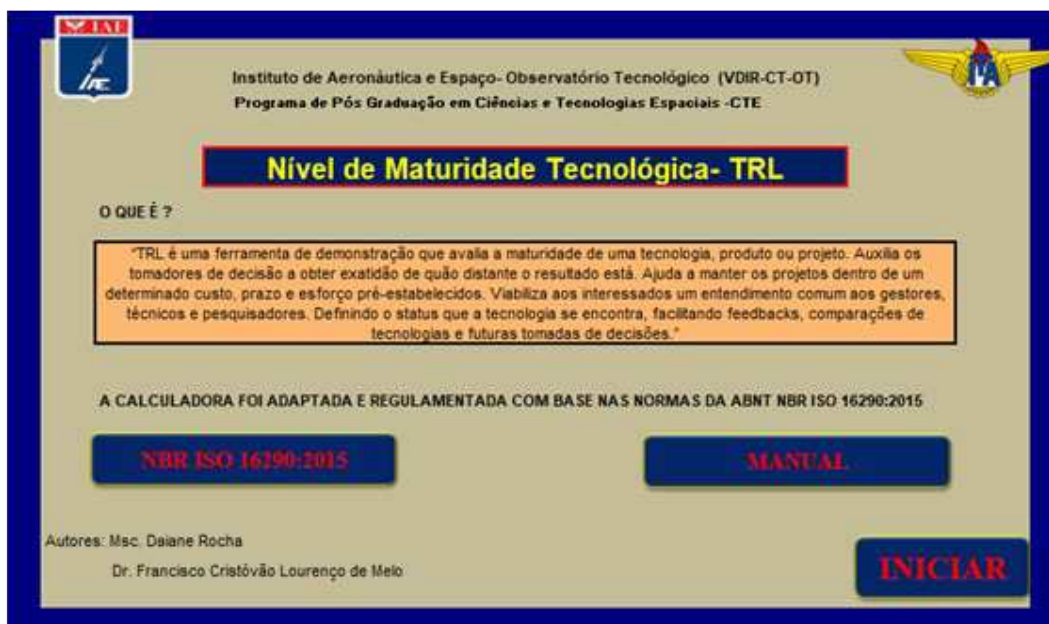 IAE
Instituto de Aeronáutica e Espaço- Observatório Tecnológico (VDIR-CT-OT)
Programa de Pós Graduação em Ciências e Tecnologias Espaciais -CTE
Nível de Maturidade Tecnológica- TRL
O QUE É ?
"TRL é uma ferramenta de demonstração que avalia a maturidade de uma tecnologia, produto ou projeto. Auxilia os
tomadores de decisão a obter exatidão de quão distante o resultado está. Ajuda a manter os projetos dentro de um
determinado custo, prazo e esforço pré-estabelecidos. Viabiliza aos interessados um entendimento comum aos gestores,
técnicos e pesquisadores. Definindo o status que a tecnologia se encontra, facilitando feedbacks, comparações de
tecnologias e futuras tomadas de decisões."
A CALCULADORA FOI ADAPTADA E REGULAMENTADA COM BASE NAS NORMAS DA ABNT NBR ISO 16290:2015
NBR ISO 16290:2015
MANUAL
Autores: Msc. Daiane Rocha
Dr. Francisco Cristóvão Lourenço de Melo
INICIAR